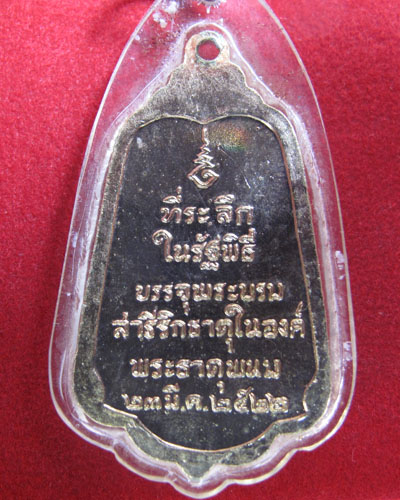 ที่ระลึก
ในรัฐพิธี
บรรจุพระบรม
สารีริกธาตุในองค์
พระธาตุพนม
๒๓มี.ค.๒๕๒๒